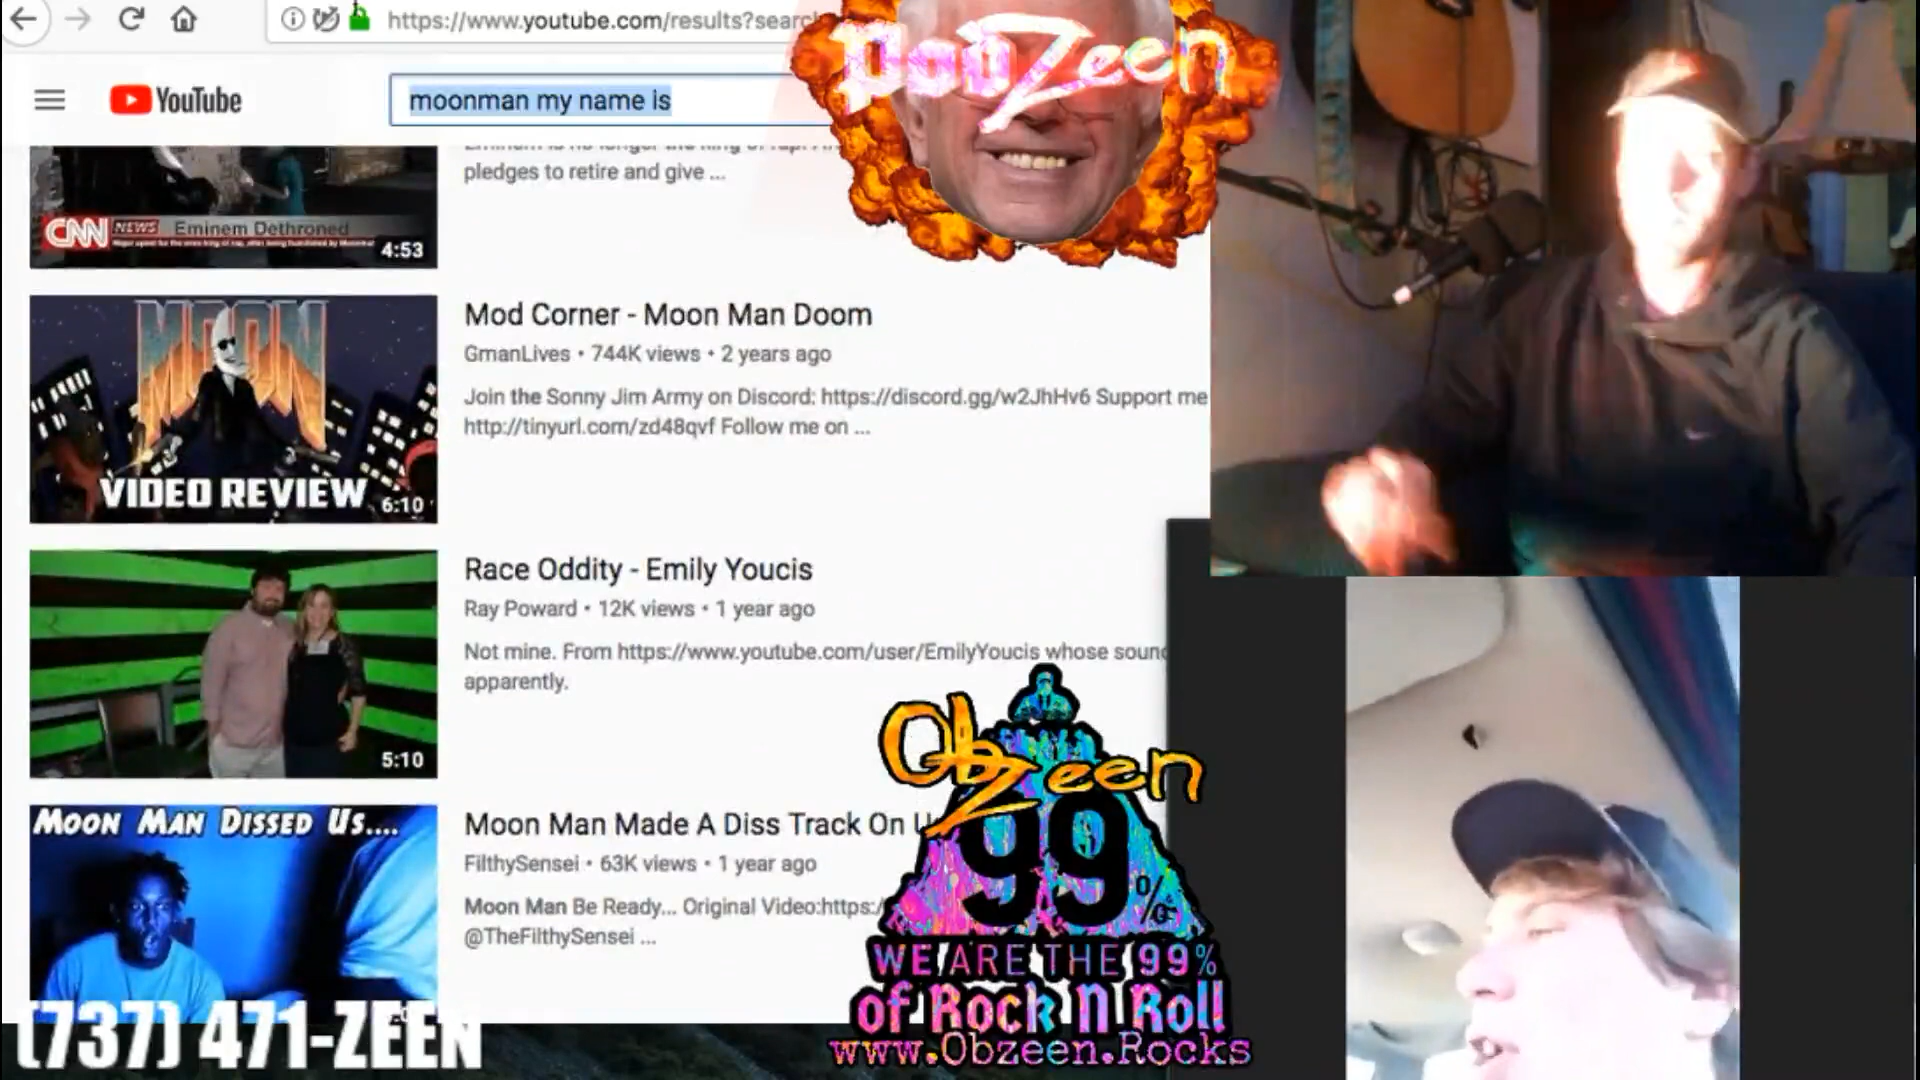 https://www.youtube.com/results?search
YouTube
moonman my name is
PodZeen
pledges to retire and give ...
CNN NEWS Eminem Dethroned
4:53
MOON
VIDEO REVIEW
6:10
Mod Corner - Moon Man Doom
GmanLives • 744K views • 2 years ago
Join the Sonny Jim Army on Discord: https://discord.gg/w2JhHv6 Support me
http://tinyurl.com/zd48qvf Follow me on ...
5:10
Race Oddity - Emily Youcis
Ray Poward • 12K views • 1 year ago
Not mine. From https://www.youtube.com/user/EmilyYoucis whose soun
apparently.
MOON MAN DISSED US....
Moon Man Made A Diss Track On U
FilthySensei • 63K views • 1 year ago
Moon Man Be Ready... Original Video:https:/
@TheFilthySensei ...
(737) 471-ZEEN
ObZeen
99%
WE ARE THE 99%
of Rock N Roll
www.Obzeen.Rocks